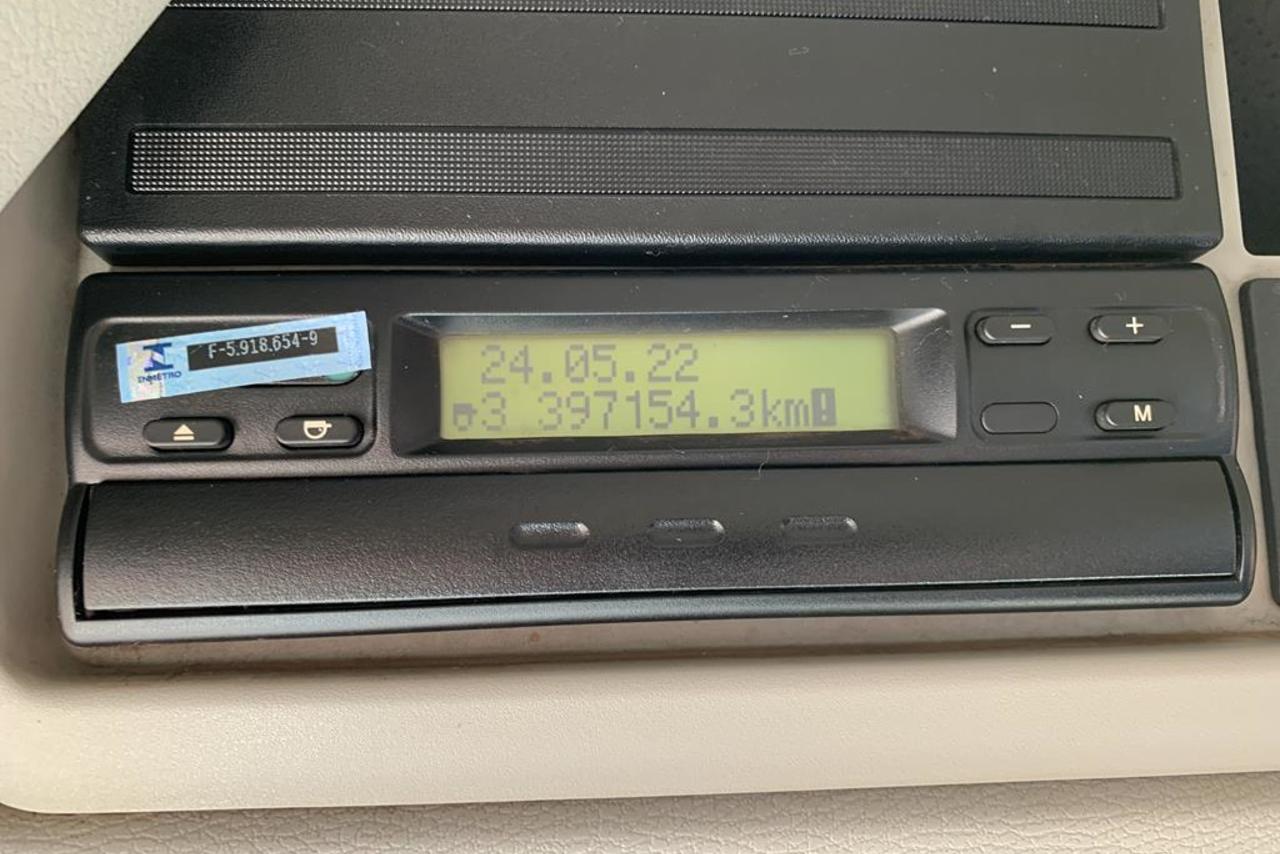 F-5.918.654-9
INMETRO
24.05.22
3 397154.3km!
- +
M